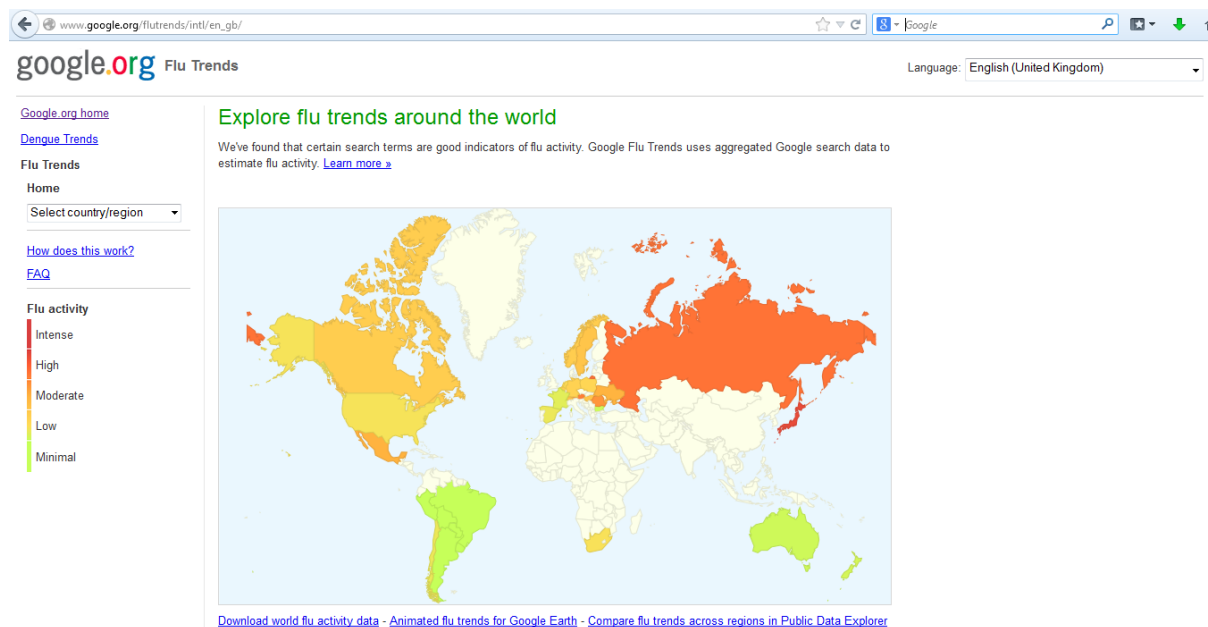 www.google.org/flutrends/intl/en_gb/
Google
google.org Flu Trends
Language: English (United Kingdom)
Google.org home
Dengue Trends
Flu Trends
Home
Select country/region
How does this work?
FAQ
Flu activity
Intense
High
Moderate
Low
Minimal
Explore flu trends around the world
We've found that certain search terms are good indicators of flu activity. Google Flu Trends uses aggregated Google search data to
estimate flu activity. Learn more »
Download world flu activity data - Animated flu trends for Google Earth - Compare flu trends across regions in Public Data Explorer